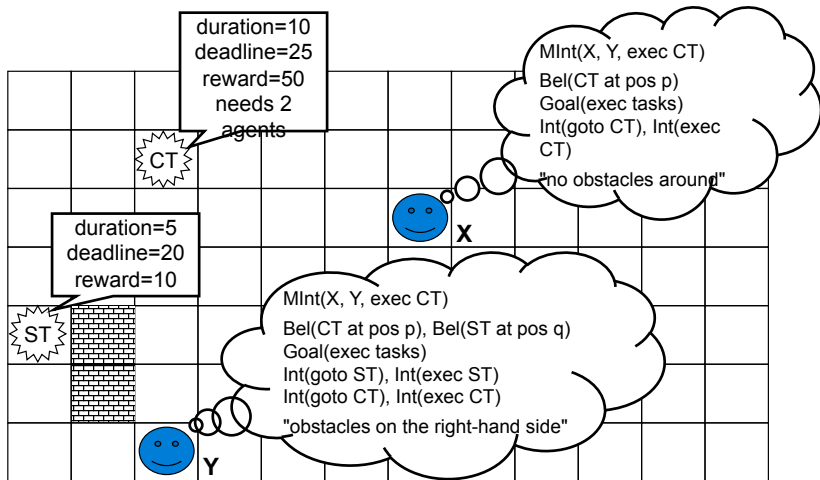 duration=10
deadline=25
reward=50
needs 2
agents
CT
MInt(X, Y, exec CT)
Bel(CT at pos p)
Goal(exec tasks)
Int(goto CT), Int(exec
CT)
"no obstacles around"
X
duration=5
deadline=20
reward=10
ST
MInt(X, Y, exec CT)
Bel(CT at pos p), Bel(ST at pos q)
Goal(exec tasks)
Int(goto ST), Int(exec ST)
Int(goto CT), Int(exec CT)
"obstacles on the right-hand side"
Y